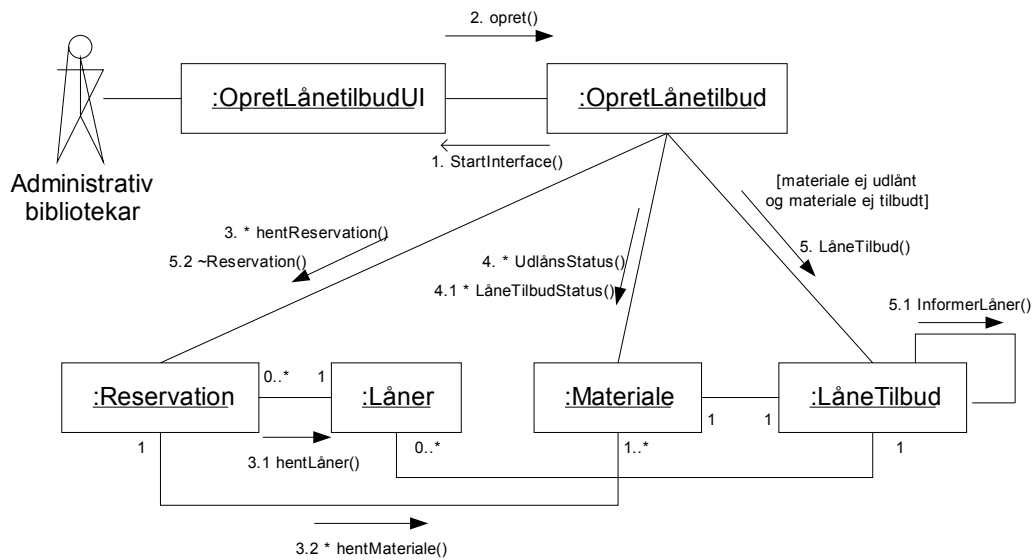 2. opret()
:OpretLånetilbudUI
:OpretLånetilbud
1. StartInterface()
Administrativ
bibliotekar
[materiale ej udlånt
og materiale ej tilbudt]
3. * hentReservation()
5.2 ~Reservation()
4. * UdlånsStatus()
4.1 * LåneTilbudStatus()
5. LåneTilbud()
5.1 InformerLåner()
:Reservation
0..*
1
:Låner
:Materiale
1
1
:LåneTilbud
1
3.1 hentLåner()
0..*
1..*
1
3.2 * hentMateriale()